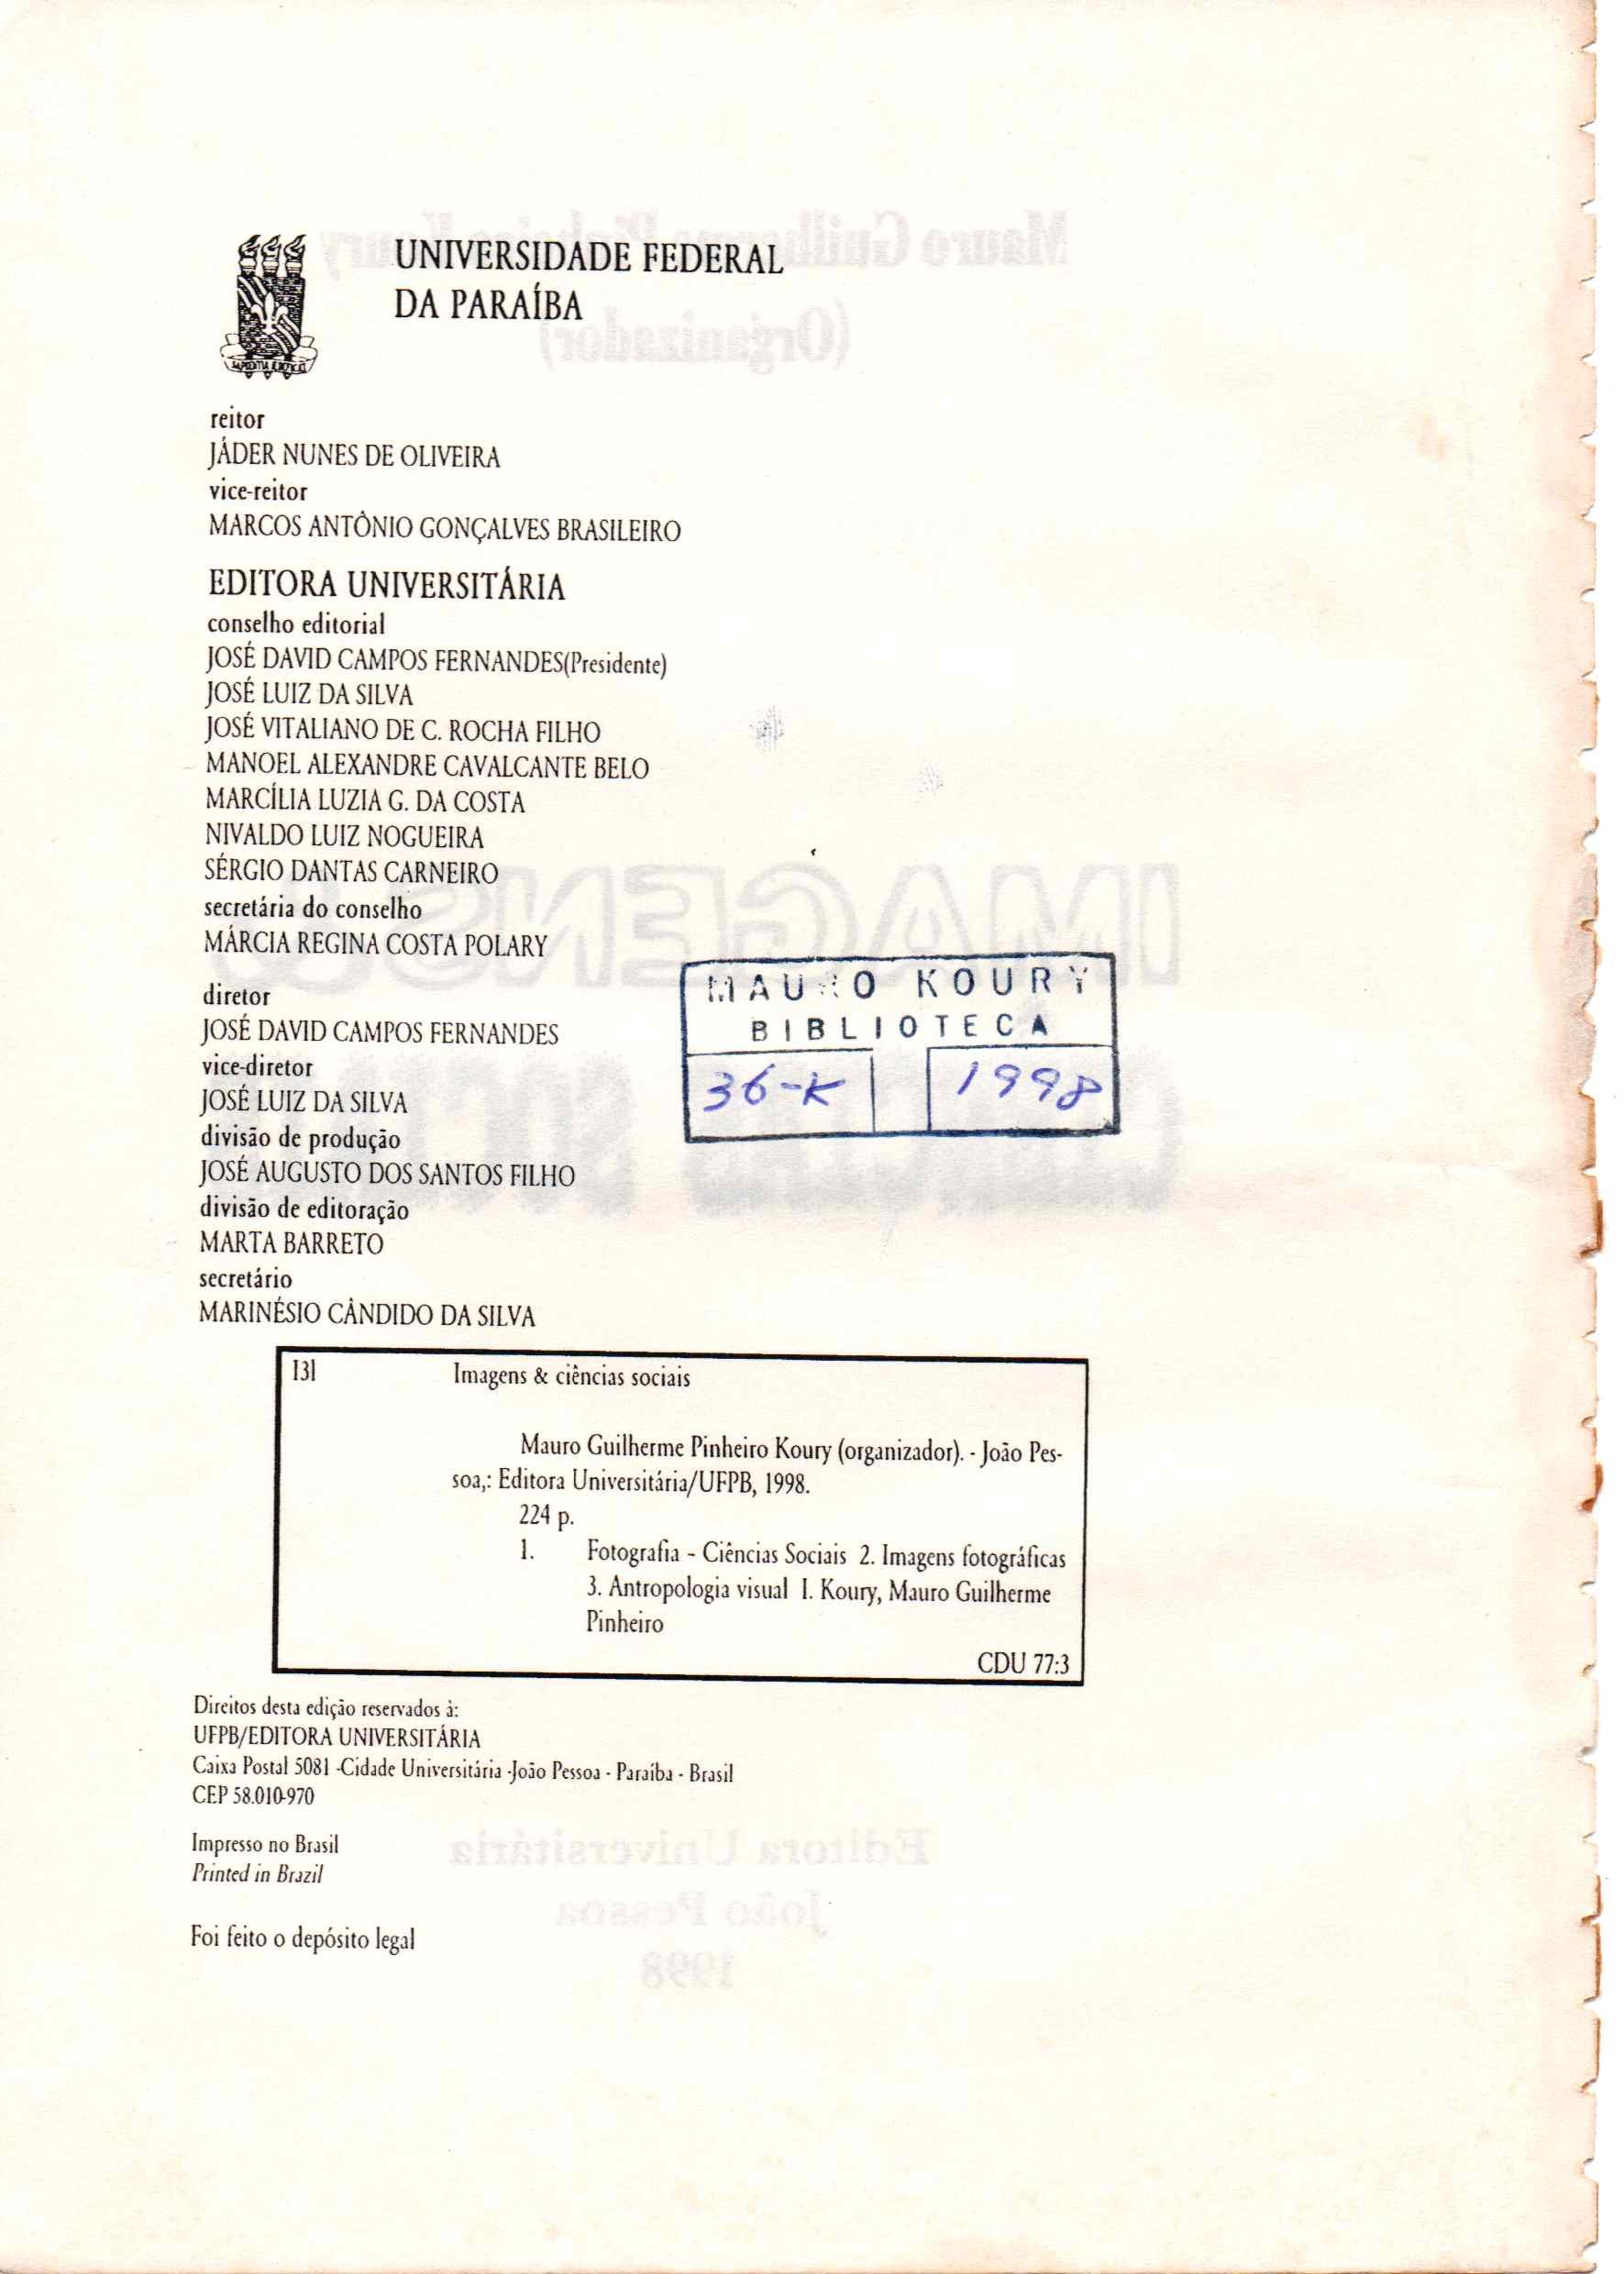 UNIVERSIDADE FEDERAL
DA PARAÍBA
reitor
JÁDER NUNES DE OLIVEIRA
vice-reitor
MARCOS ANTÔNIO GONÇALVES BRASILEIRO
EDITORA UNIVERSITÁRIA
conselho editorial
JOSÉ DAVID CAMPOS FERNANDES(Presidente)
JOSÉ LUIZ DA SILVA
JOSÉ VITALIANO DE C. ROCHA FILHO
MANOEL ALEXANDRE CAVALCANTE BELO
MARCÍLIA LUZIA G. DA COSTA
NIVALDO LUIZ NOGUEIRA
SÉRGIO DANTAS CARNEIRO
secretária do conselho
MÁRCIA REGINA COSTA POLARY
diretor
JOSÉ DAVID CAMPOS FERNANDES
vice-diretor
JOSÉ LUIZ DA SILVA
divisão de produção
JOSÉ AUGUSTO DOS SANTOS FILHO
divisão de editoração
MARTA BARRETO
secretário
MARINÉSIO CÂNDIDO DA SILVA
MAURO KOURY
BIBLIOTECA
36-K 1998
I3I Imagens & ciências sociais
Mauro Guilherme Pinheiro Koury (organizador). - João Pes-
soa,: Editora Universitária/UFPB, 1998.
224 p.
1. Fotografia - Ciências Sociais 2. Imagens fotográficas
3. Antropologia visual I. Koury, Mauro Guilherme
Pinheiro
CDU 77:3
Direitos desta edição reservados à:
UFPB/EDITORA UNIVERSITÁRIA
Caixa Postal 5081 -Cidade Universitária -João Pessoa - Paraíba - Brasil
CEP 58.010-970
Impresso no Brasil
Printed in Brazil
Foi feito o depósito legal